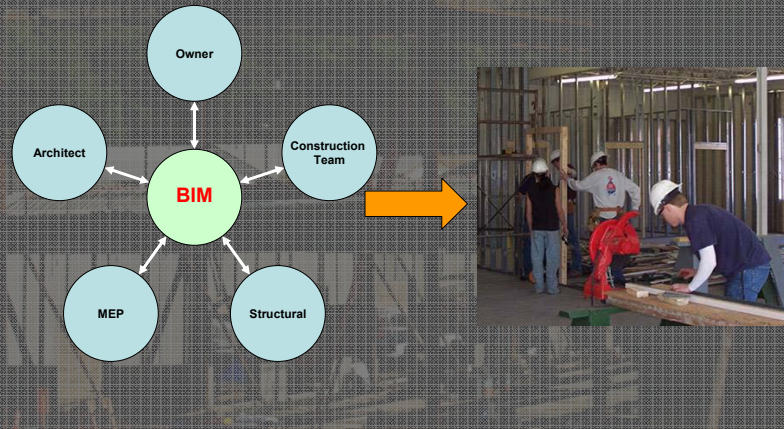 Owner
Architect
Construction
Team
BIM
MEP
Structural